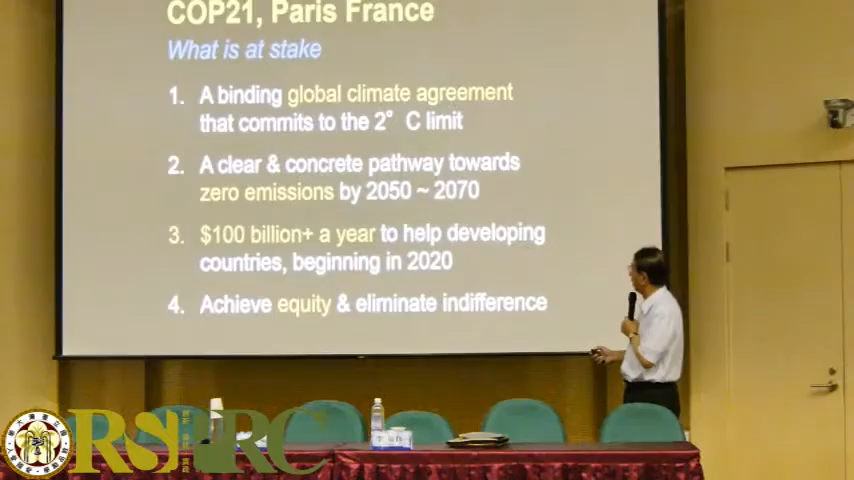 COP21, Paris France
What is at stake
1. A binding global climate agreement
that commits to the 2° C limit
2. A clear & concrete pathway towards
zero emissions by 2050 ~ 2070
3. $100 billion+ a year to help developing
countries, beginning in 2020
4. Achieve equity & eliminate indifference
RSPRC